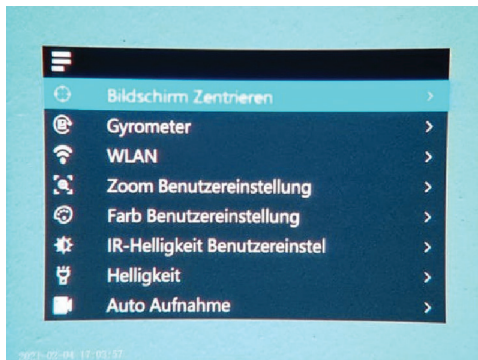 Bildschirm Zentrieren
Gyrometer
WLAN
Zoom Benutzereinstellung
Farb Benutzereinstellung
IR-Helligkeit Benutzereinstel
Helligkeit
Auto Aufnahme